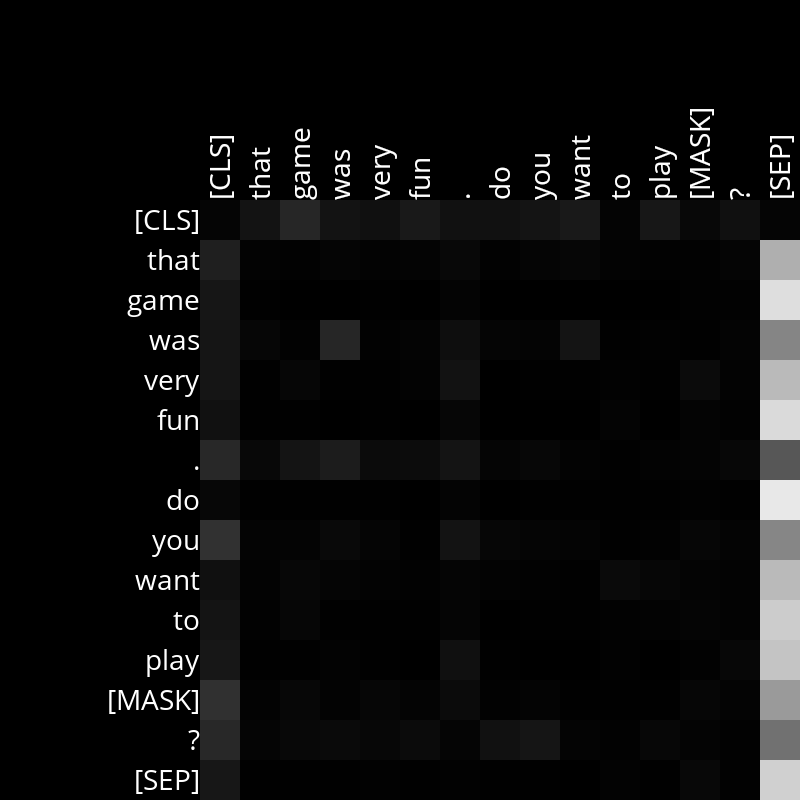 [CLS] that game was very fun . do you want to play [MASK] ? [SEP]
[CLS]
that
game
was
very
fun
.
do
you
want
to
play
[MASK]
?
[SEP]